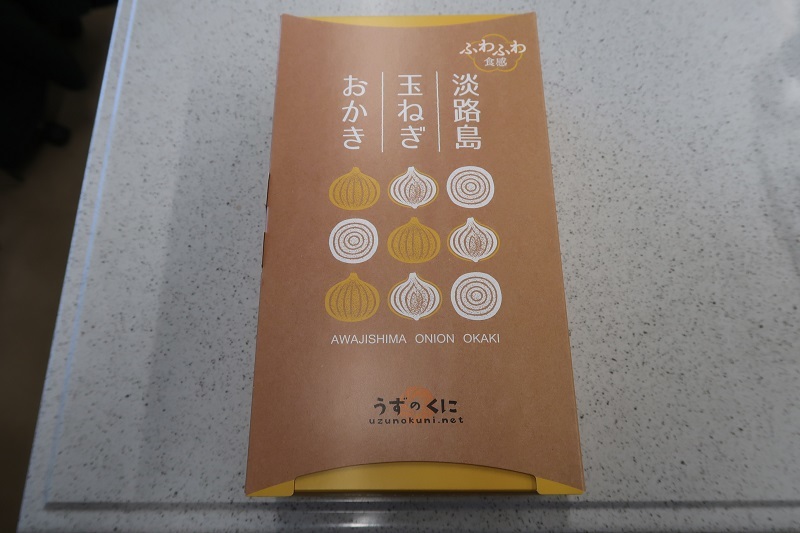 ふわふわ
食感
淡路島
玉ねぎ
おかき
AWAJISHIMA ONION OKAKI
うずのくに
uzunokuni.net